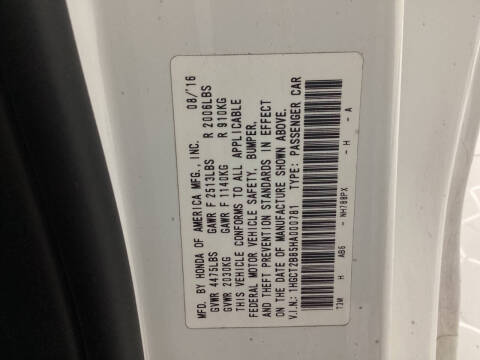 MFD. BY HONDA OF AMERICA MFG., INC. 08/'16
GVWR 4475LBS GAWR F 2513LBS R 2006LBS
GVWR 2030KG GAWR F 1140KG R 910KG
THIS VEHICLE CONFORMS TO ALL APPLICABLE
FEDERAL MOTOR VEHICLE SAFETY, BUMPER,
AND THEFT PREVENTION STANDARDS IN EFFECT
ON THE DATE OF MANUFACTURE SHOWN ABOVE.
V.I.N.: 1HGCT2B85HA000781 TYPE: PASSENGER CAR
T3M H AB6 - NH788PX - H - A